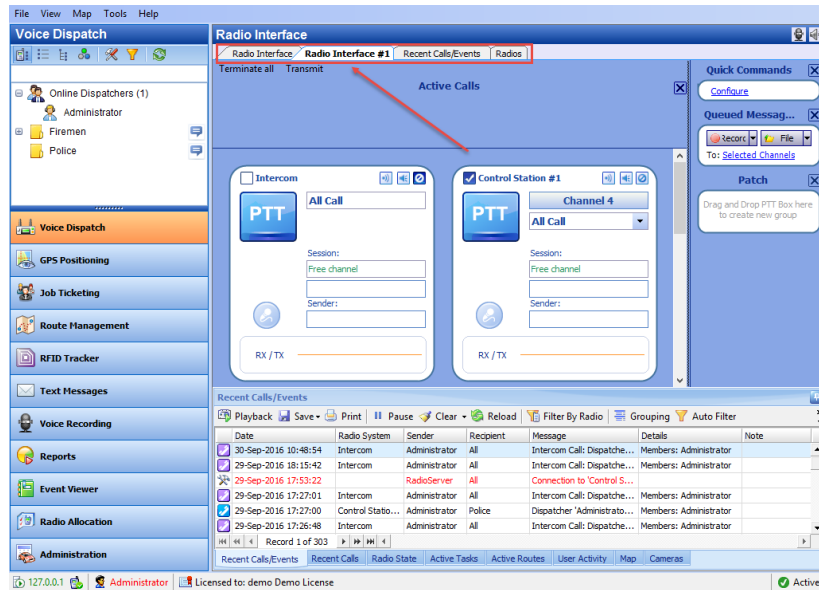 File View Map Tools Help
Voice Dispatch
Radio Interface
Radio Interface Radio Interface #1 Recent Calls/Events Radios
Terminate all Transmit
Active Calls
Online Dispatchers (1)
Administrator
Firemen
Police
Quick Commands
Configure
Queued Messag...
Record File
To: Selected Channels
Patch
Drag and Drop PTT Box here
to create new group
Intercom
PTT
All Call
Session:
Free channel
Sender:
RX / TX
Control Station #1
PTT
Channel 4
All Call
Session:
Free channel
Sender:
RX / TX
Voice Dispatch
GPS Positioning
Job Ticketing
Route Management
RFID Tracker
Text Messages
Voice Recording
Reports
Event Viewer
Radio Allocation
Administration
Recent Calls/Events
Playback Save Print Pause Clear Reload Filter By Radio Grouping Auto Filter
Date Radio System Sender Recipient Message Details Note
30-Sep-2016 10:48:54 Intercom Administrator All Intercom Call: Dispatche... Members: Administrator
29-Sep-2016 18:15:42 Intercom Administrator All Intercom Call: Dispatche... Members: Administrator
29-Sep-2016 17:53:22 RadioServer All Connection to 'Control S...
29-Sep-2016 17:27:01 Intercom Administrator All Intercom Call: Dispatche... Members: Administrator
29-Sep-2016 17:27:00 Control Statio... Administrator Police Dispatcher 'Administrato... Members: Administrator
29-Sep-2016 17:26:48 Intercom Administrator All Intercom Call: Dispatche... Members: Administrator
Record 1 of 303
Recent Calls/Events Recent Calls Radio State Active Tasks Active Routes User Activity Map Cameras
127.0.0.1 Administrator Licensed to: demo Demo License Active